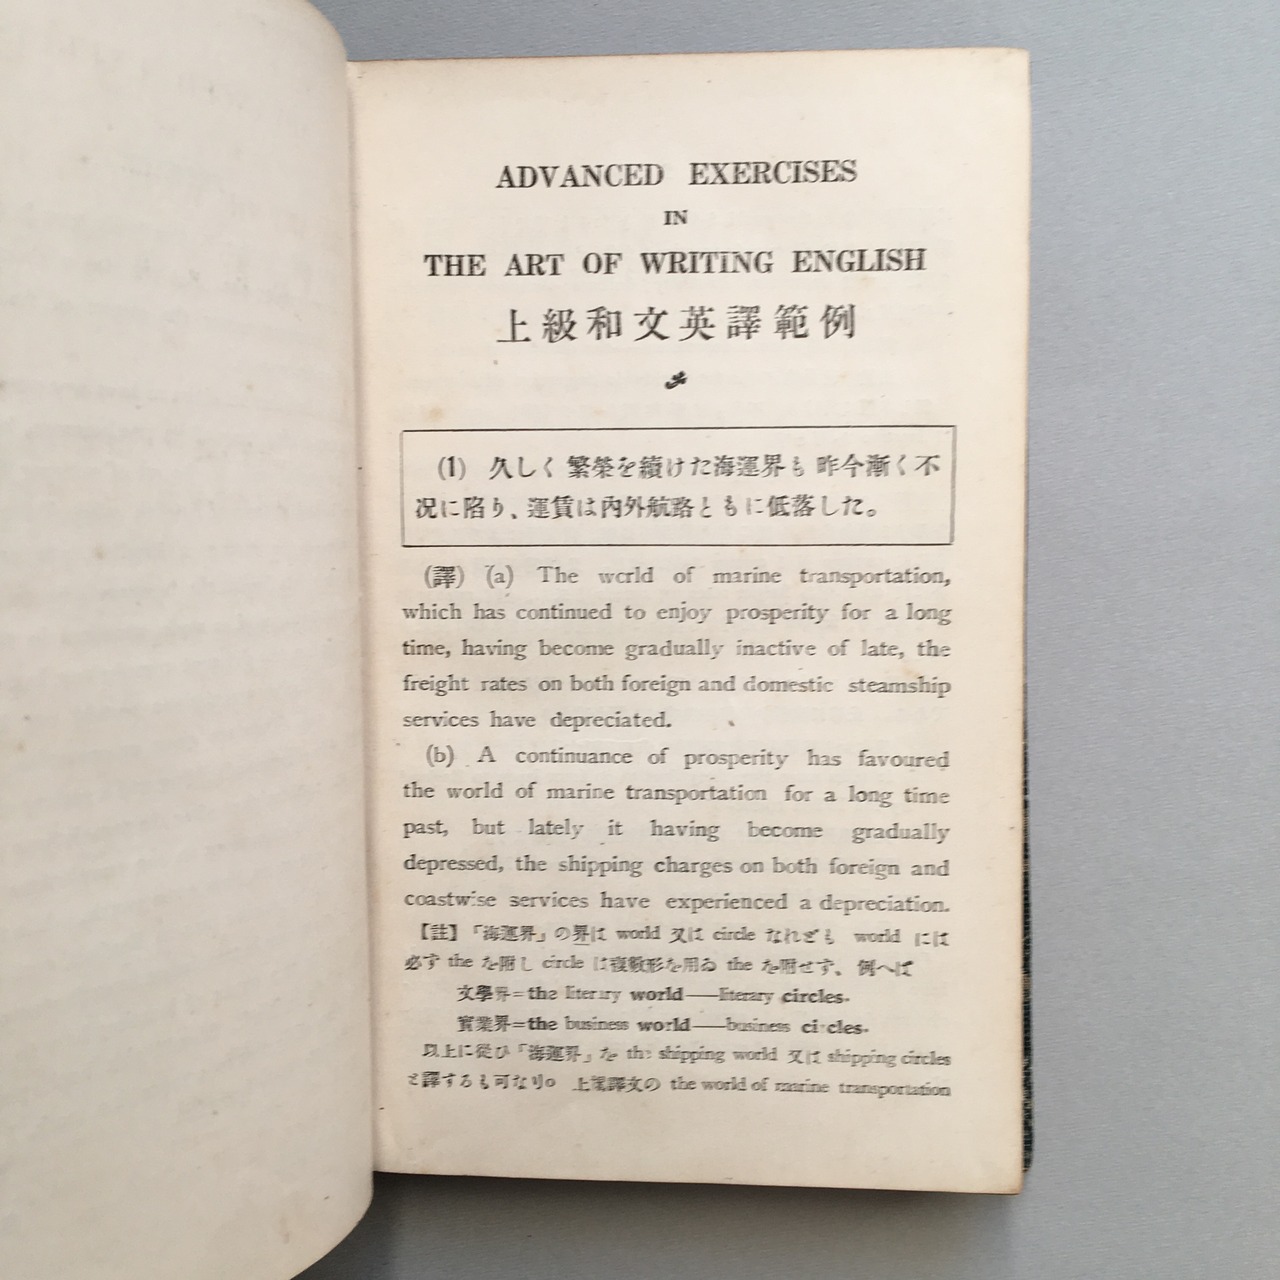 ADVANCED EXERCISES
IN
THE ART OF WRITING ENGLISH
上級和文英譯範例
(1) 久しく繁榮を續けた海運界も昨今漸く不
況に陷り、運賃は內外航路ともに低落した。
(譯) (a) The world of marine transportation,
which has continued to enjoy prosperity for a long
time, having become gradually inactive of late, the
freight rates on both foreign and domestic steamship
services have depreciated.
(b) A continuance of prosperity has favoured
the world of marine transportation for a long time
past, but lately it having become gradually
depressed, the shipping charges on both foreign and
coastwise services have experienced a depreciation.
【註】「海運界」の界は world 又は circle なれども world には
必ず the を附し circle は複數形を用ゐ the を附せず、例へば
文學界=the literary world——literary circles.
實業界=the business world——business circles.
以上に從ひ「海運界」を the shipping world 又は shipping circles
と譯するも可なり。上揭譯文の the world of marine transportation